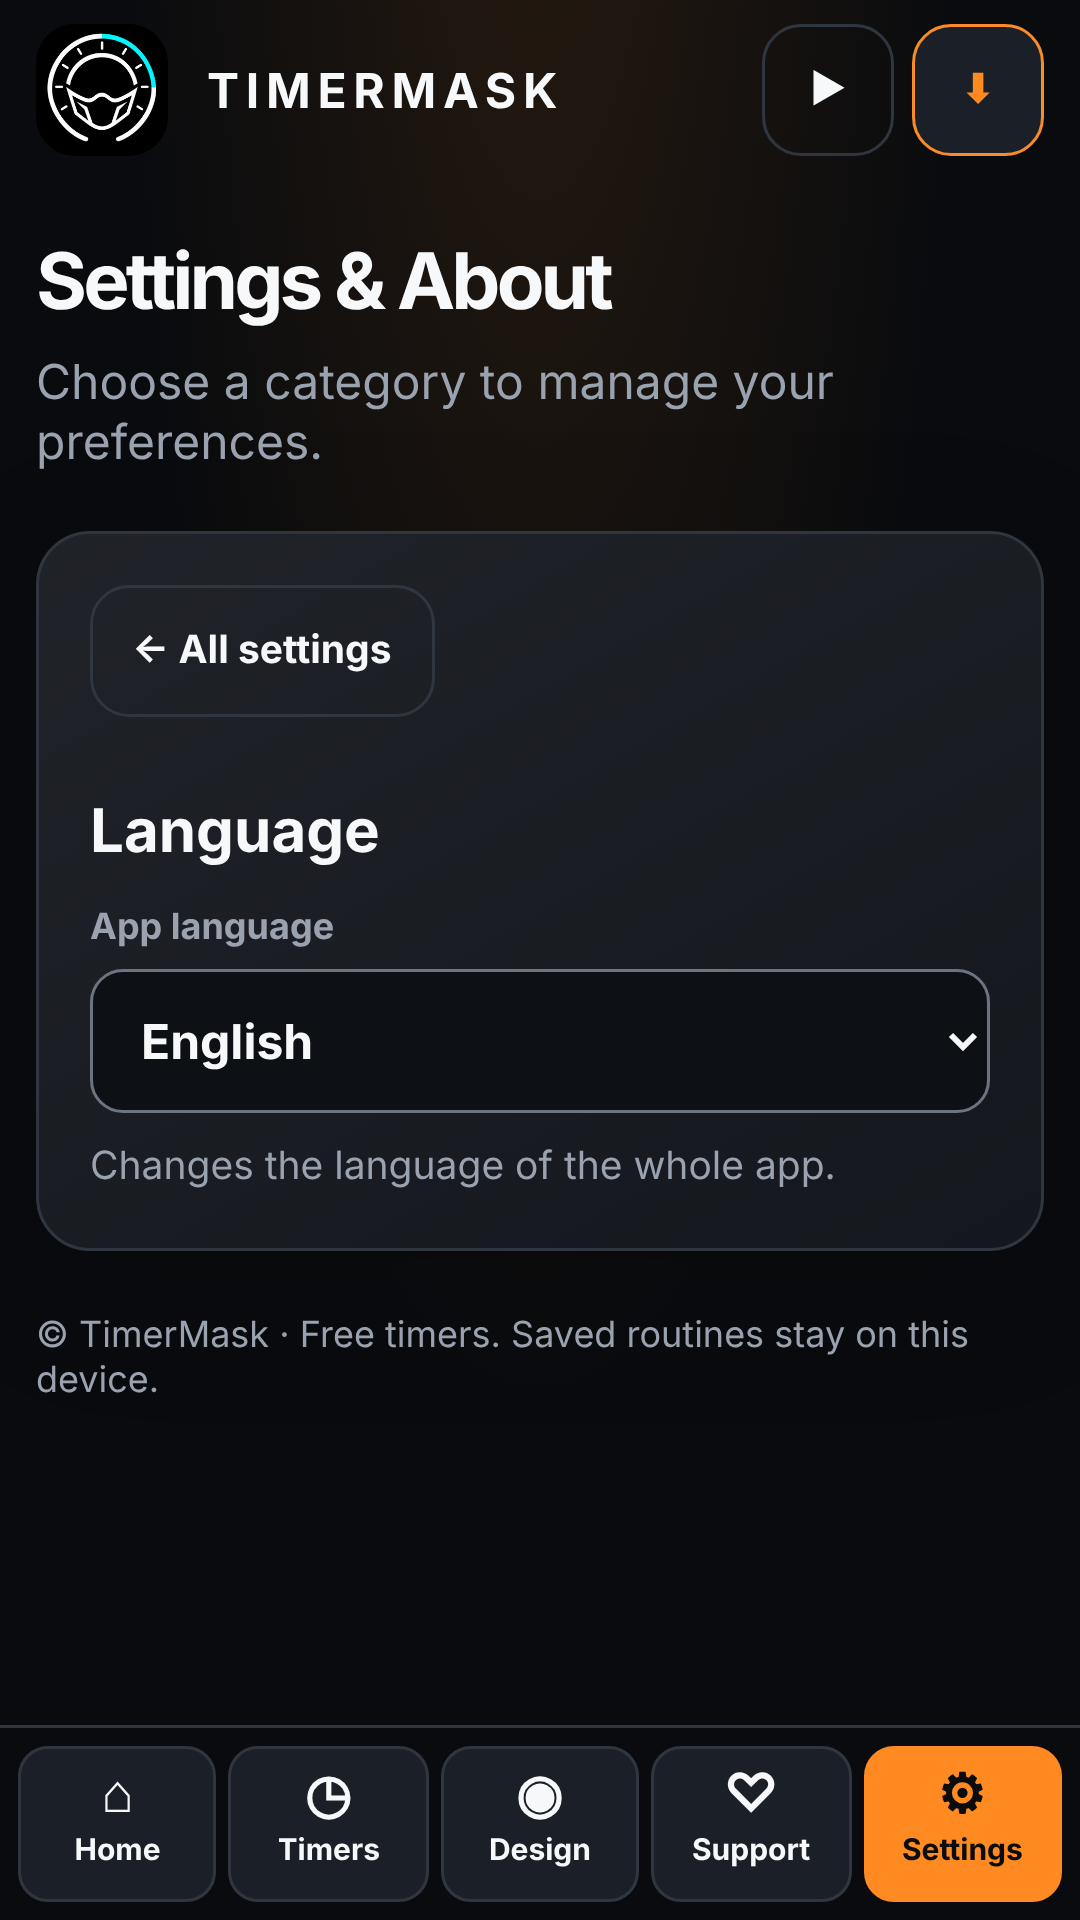 TIMERMASK
Settings & About
Choose a category to manage your
preferences.
← All settings
Language
App language
English
Changes the language of the whole app.
© TimerMask · Free timers. Saved routines stay on this
device.
Home
Timers
Design
Support
Settings